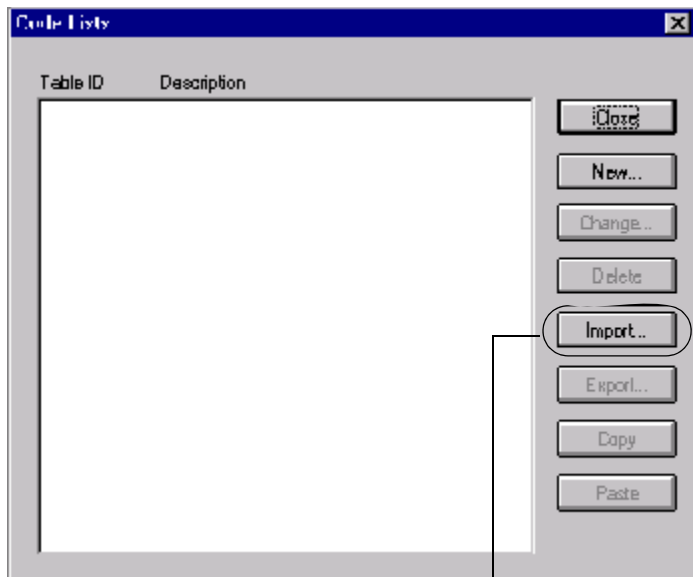 Code Lists
Table ID Description
Close
New...
Change...
Delete
Import...
Export...
Copy
Paste